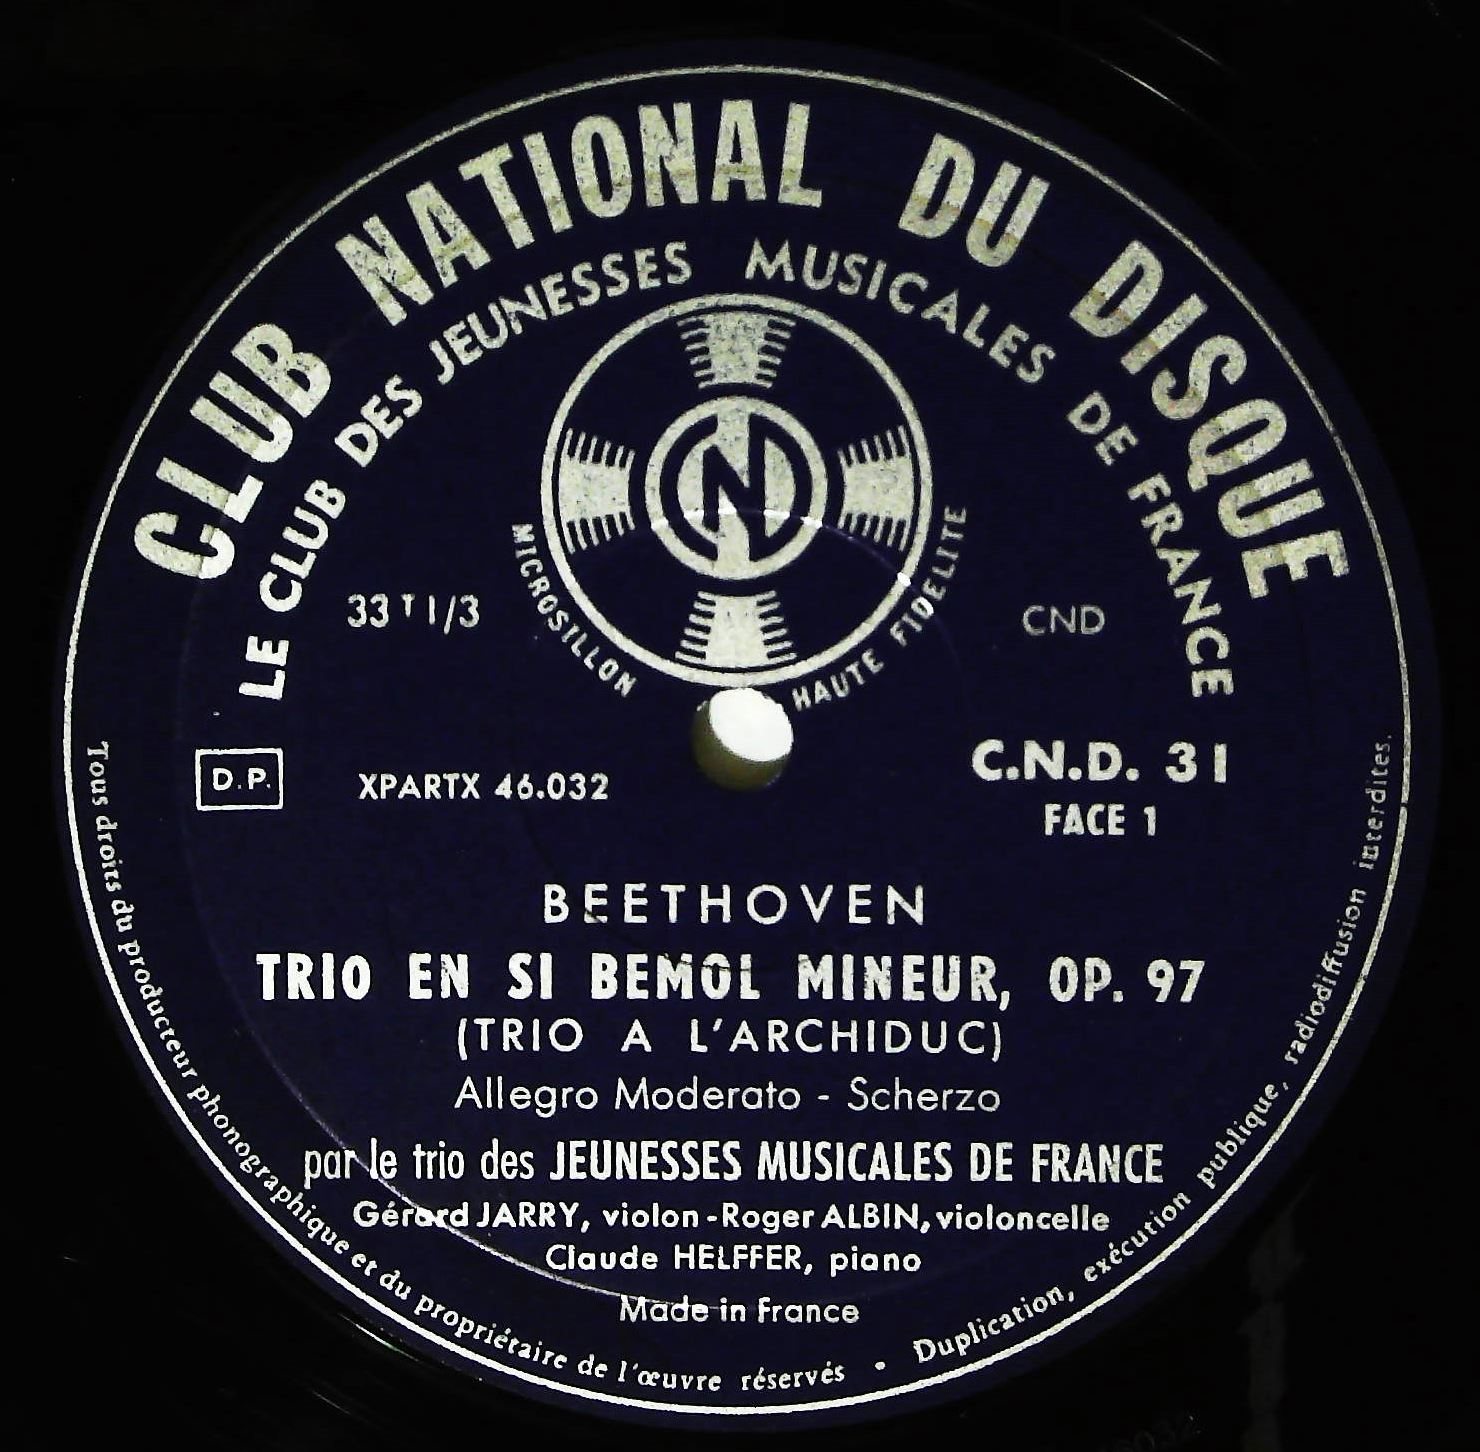 CLUB NATIONAL DU DISQUE
LE CLUB DES JEUNESSES MUSICALES DE FRANCE
N
MICROSILLON HAUTE FIDELITE
33 T 1/3
CND
D.P.
XPARTX 46.032
C.N.D. 31
FACE 1
BEETHOVEN
TRIO EN SI BEMOL MINEUR, OP. 97
(TRIO A L'ARCHIDUC)
Allegro Moderato - Scherzo
par le trio des JEUNESSES MUSICALES DE FRANCE
Gérard JARRY, violon - Roger ALBIN, violoncelle
Claude HELFFER, piano
Made in France
Tous droits du producteur phonographique et du propriétaire de l'œuvre réservés • Duplication, exécution publique, radiodiffusion interdites.